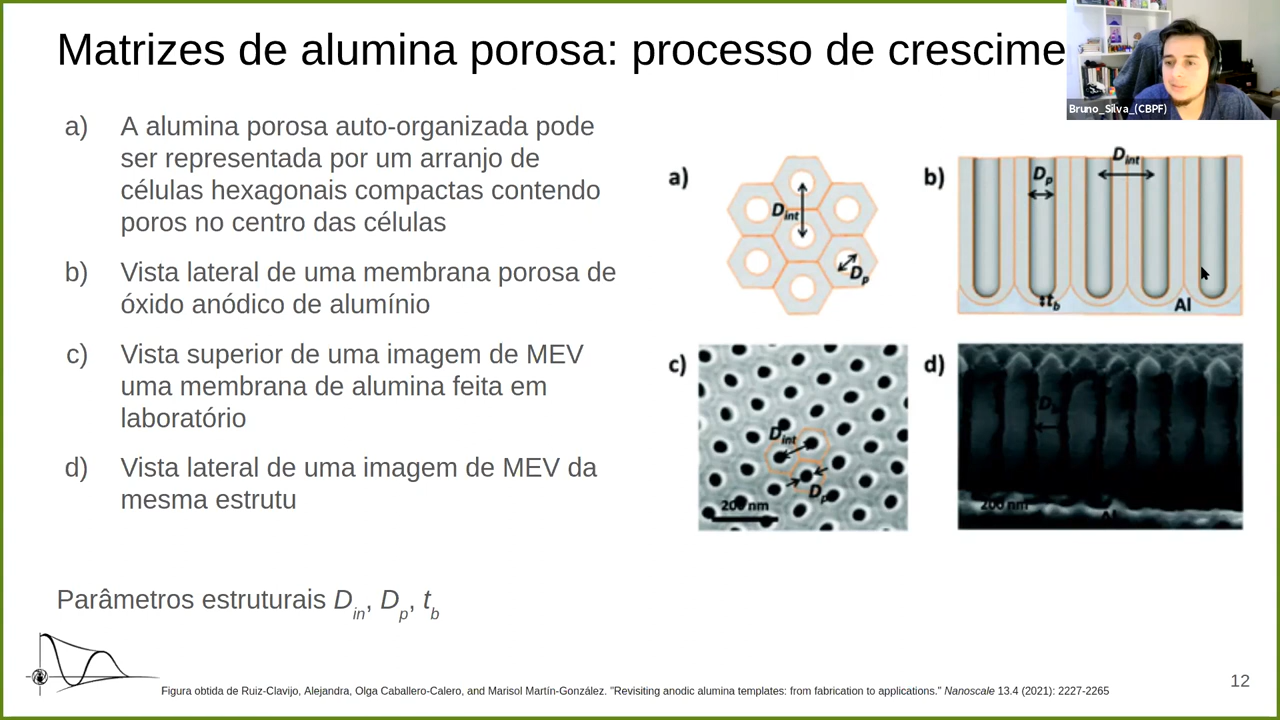 Matrizes de alumina porosa: processo de crescime
Bruno_Silva_(CBPF)
a) A alumina porosa auto-organizada pode
ser representada por um arranjo de
células hexagonais compactas contendo
poros no centro das células
b) Vista lateral de uma membrana porosa de
óxido anódico de alumínio
c) Vista superior de uma imagem de MEV
uma membrana de alumina feita em
laboratório
d) Vista lateral de uma imagem de MEV da
mesma estrutu
Parâmetros estruturais Din, Dp, tb
a)
Dint
Dp
b)
Dint
Dp
tb
Al
c)
Dint
Dp
200 nm
d)
200 nm
Al
Figura obtida de Ruiz-Clavijo, Alejandra, Olga Caballero-Calero, and Marisol Martín-González. "Revisiting anodic alumina templates: from fabrication to applications." Nanoscale 13.4 (2021): 2227-2265
12